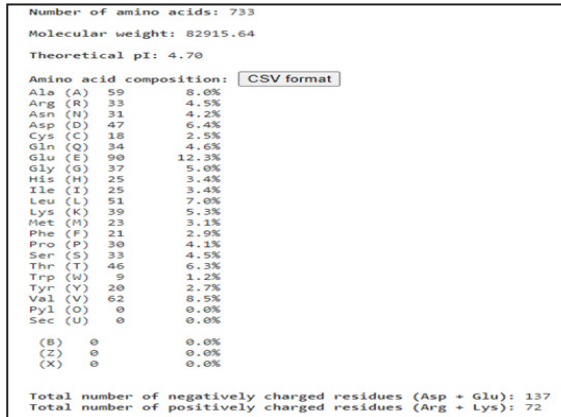 Number of amino acids: 733
Molecular weight: 82915.64
Theoretical pI: 4.70
Amino acid composition: CSV format
Ala (A) 59 8.0%
Arg (R) 33 4.5%
Asn (N) 31 4.2%
Asp (D) 47 6.4%
Cys (C) 18 2.5%
Gln (Q) 34 4.6%
Glu (E) 90 12.3%
Gly (G) 37 5.0%
His (H) 25 3.4%
Ile (I) 25 3.4%
Leu (L) 51 7.0%
Lys (K) 39 5.3%
Met (M) 23 3.1%
Phe (F) 21 2.9%
Pro (P) 30 4.1%
Ser (S) 33 4.5%
Thr (T) 46 6.3%
Trp (W) 9 1.2%
Tyr (Y) 20 2.7%
Val (V) 62 8.5%
Pyl (O) 0 0.0%
Sec (U) 0 0.0%
(B) 0 0.0%
(Z) 0 0.0%
(X) 0 0.0%
Total number of negatively charged residues (Asp + Glu): 137
Total number of positively charged residues (Arg + Lys): 72